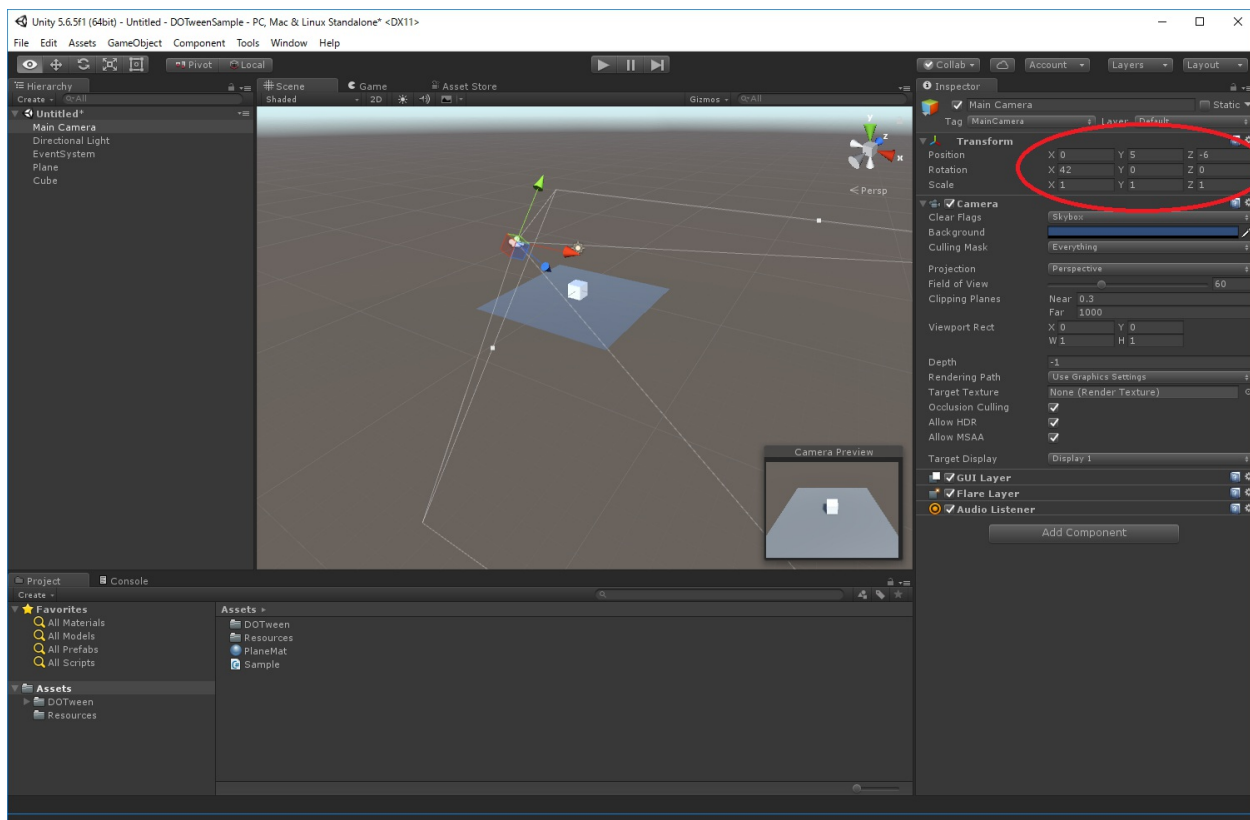 Unity 5.6.5f1 (64bit) - Untitled - DOTweenSample - PC, Mac & Linux Standalone* <DX11>
File Edit Assets GameObject Component Tools Window Help
Pivot Local Collab Account Layers Layout
Hierarchy
Create All
Untitled*
Main Camera
Directional Light
EventSystem
Plane
Cube
Scene Game Asset Store
Shaded 2D Gizmos All
y
z
x
Persp
Camera Preview
Inspector
Main Camera Static
Tag MainCamera Layer Default
Transform
Position X 0 Y 5 Z -6
Rotation X 42 Y 0 Z 0
Scale X 1 Y 1 Z 1
Camera
Clear Flags Skybox
Background
Culling Mask Everything
Projection Perspective
Field of View 60
Clipping Planes Near 0.3
Far 1000
Viewport Rect X 0 Y 0
W 1 H 1
Depth -1
Rendering Path Use Graphics Settings
Target Texture None (Render Texture)
Occlusion Culling
Allow HDR
Allow MSAA
Target Display Display 1
GUI Layer
Flare Layer
Audio Listener
Add Component
Project Console
Create
Favorites
All Materials
All Models
All Prefabs
All Scripts
Assets
DOTween
Resources
Assets
DOTween
Resources
PlaneMat
Sample